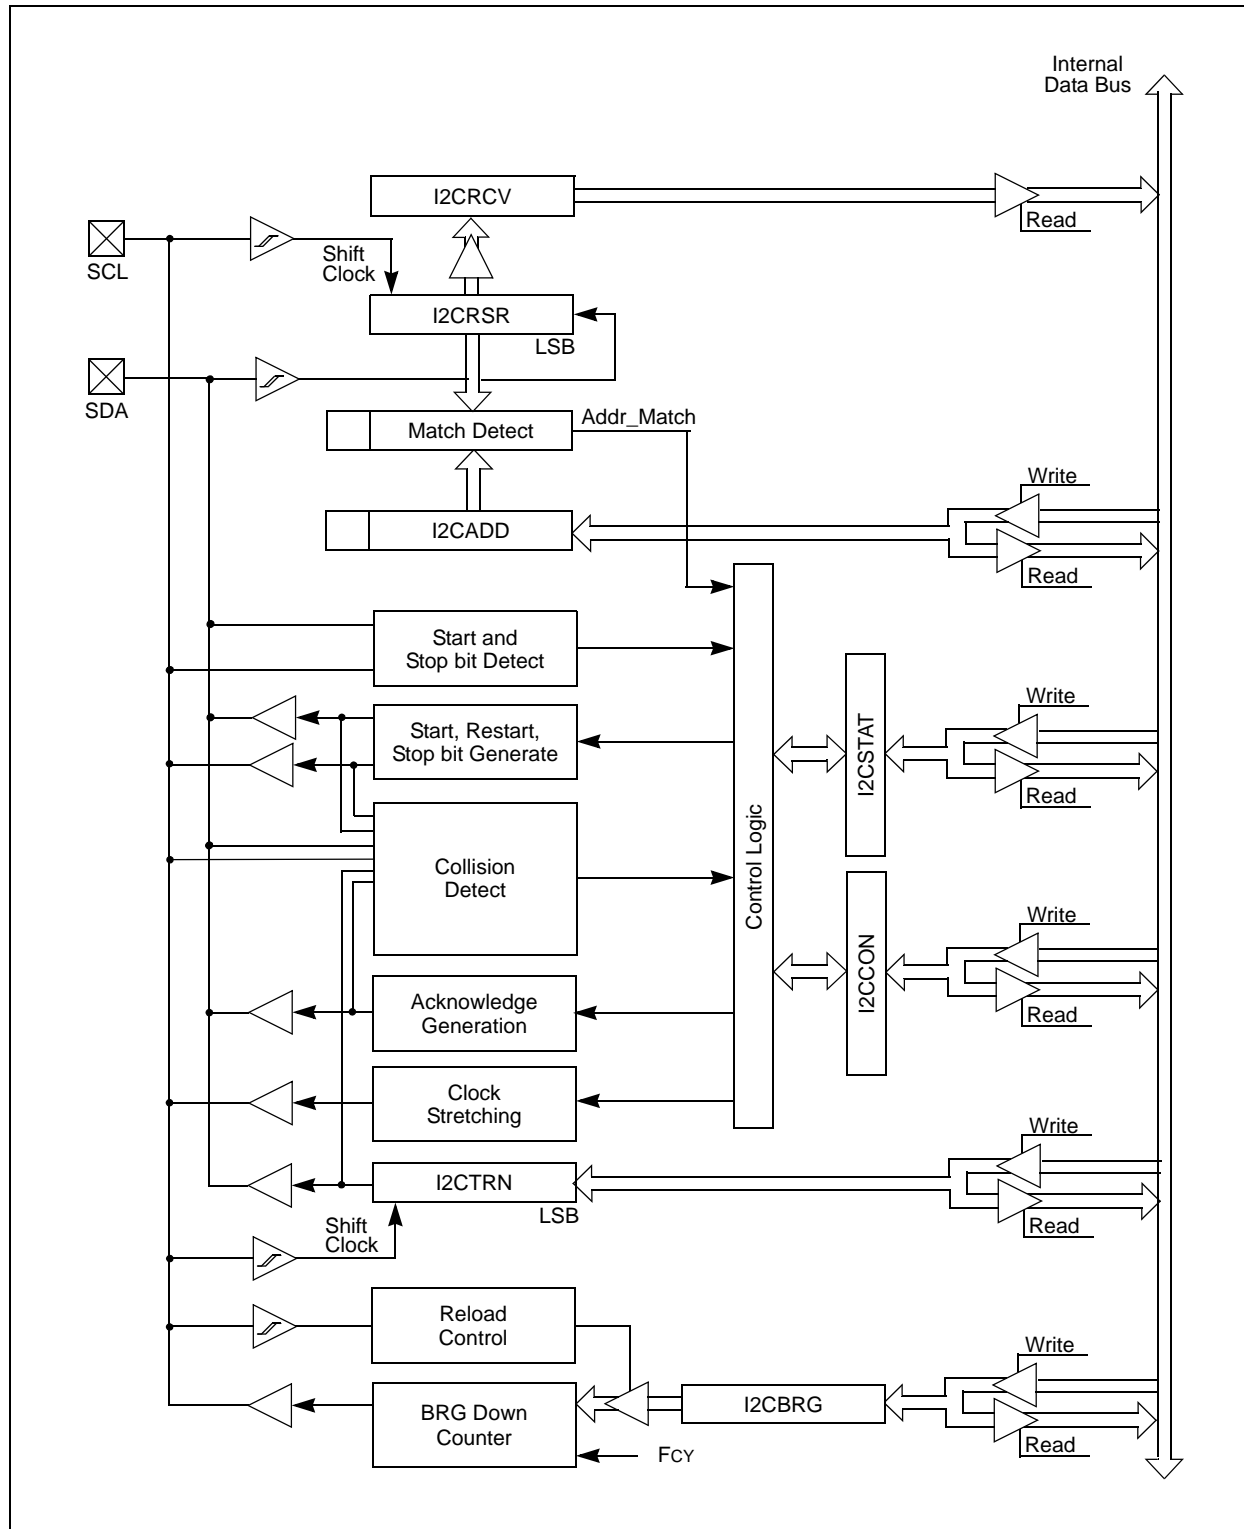 Internal
Data Bus
I2CRCV
Read
SCL
Shift
Clock
I2CRSR
LSB
SDA
Addr_Match
Match Detect
Write
I2CADD
Read
Start and
Stop bit Detect
Write
Start, Restart,
Stop bit Generate
I2CSTAT
Read
Control Logic
Collision
Detect
Write
I2CCON
Acknowledge
Generation
Read
Clock
Stretching
Write
I2CTRN
LSB
Shift
Clock
Read
Reload
Control
Write
I2CBRG
BRG Down
Counter
Read
FCY